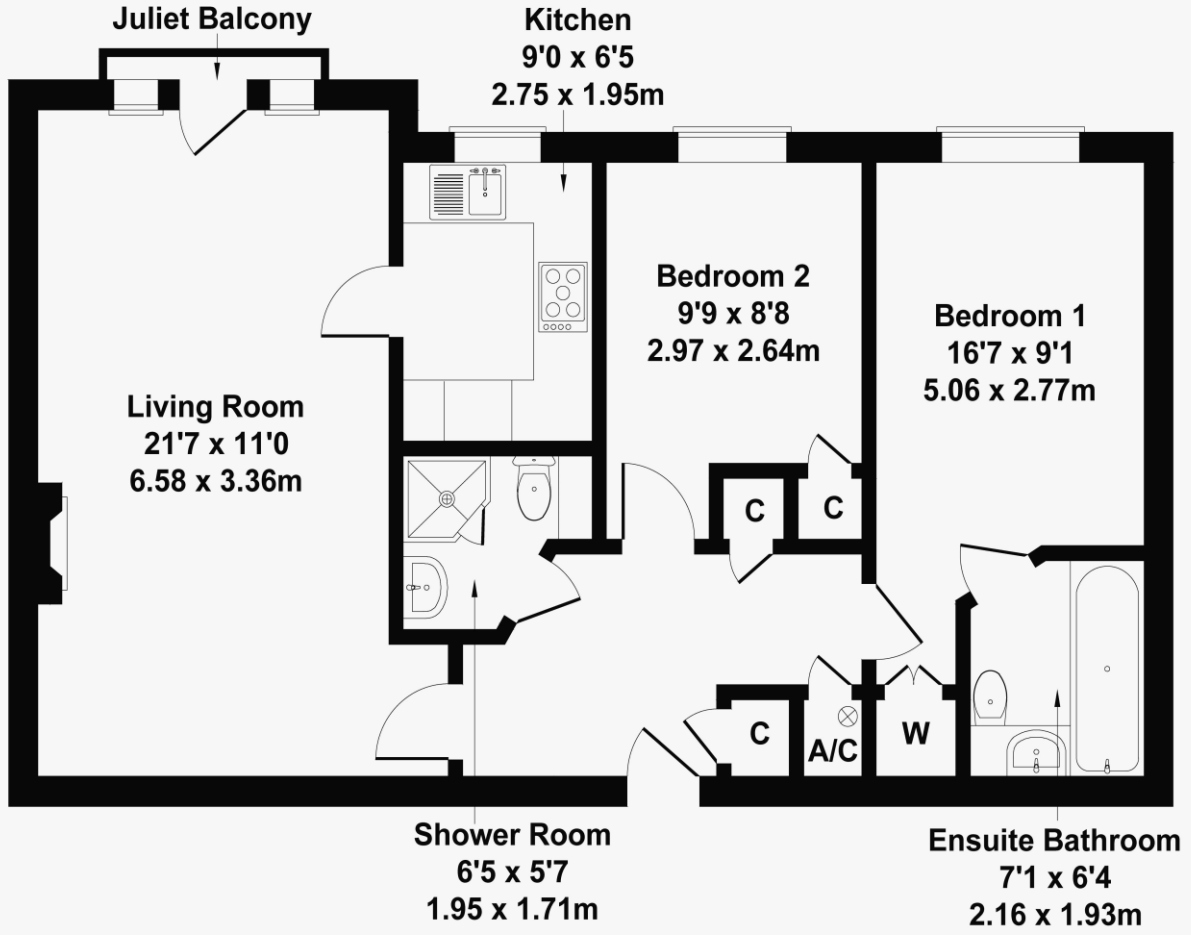 Juliet Balcony
Kitchen
9'0 x 6'5
2.75 x 1.95m
Bedroom 2
9'9 x 8'8
2.97 x 2.64m
Bedroom 1
16'7 x 9'1
5.06 x 2.77m
Living Room
21'7 x 11'0
6.58 x 3.36m
C
C
C
A/C
W
Shower Room
6'5 x 5'7
1.95 x 1.71m
Ensuite Bathroom
7'1 x 6'4
2.16 x 1.93m